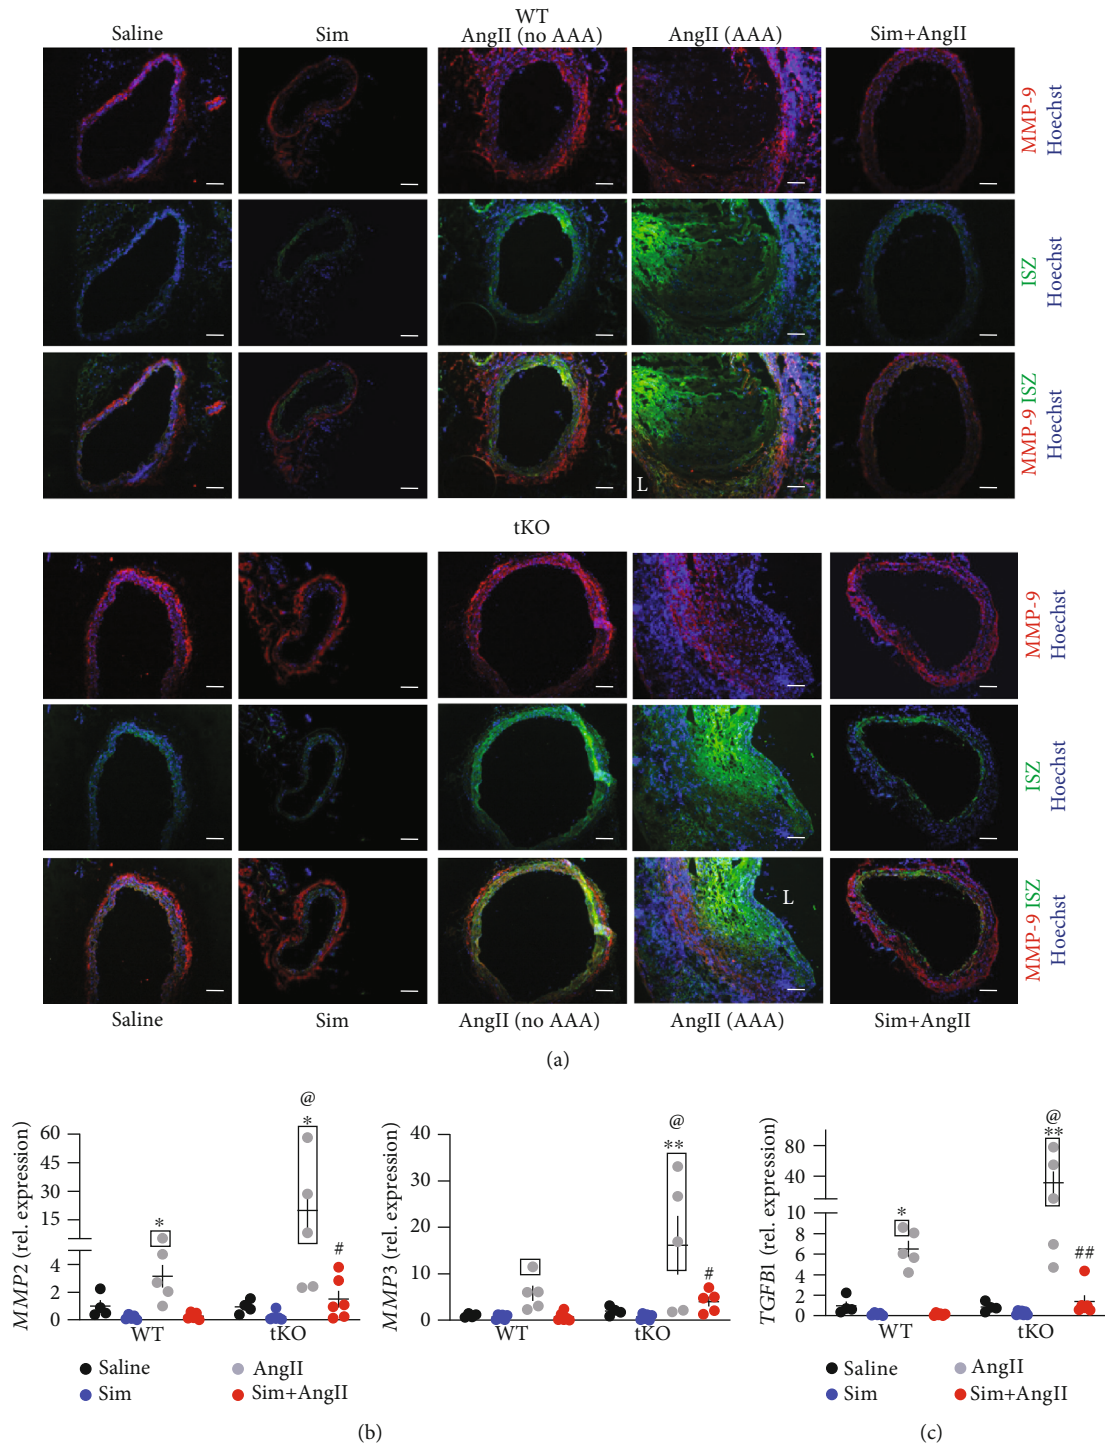 WT
Saline
Sim
AngII (no AAA)
AngII (AAA)
Sim+AngII
MMP-9
Hoechst
ISZ
Hoechst
MMP-9 ISZ
Hoechst
L
tKO
MMP-9
Hoechst
ISZ
Hoechst
MMP-9 ISZ
Hoechst
L
Saline
Sim
AngII (no AAA)
AngII (AAA)
Sim+AngII
(a)
MMP2 (rel. expression)
60
45
30
15
4
2
0
*
@
*
#
WT
tKO
MMP3 (rel. expression)
40
30
20
10
0
@
**
#
WT
tKO
Saline
Sim
AngII
Sim+AngII
(b)
TGFB1 (rel. expression)
80
40
10
8
6
4
2
0
*
@
**
##
WT
tKO
Saline
Sim
AngII
Sim+AngII
(c)